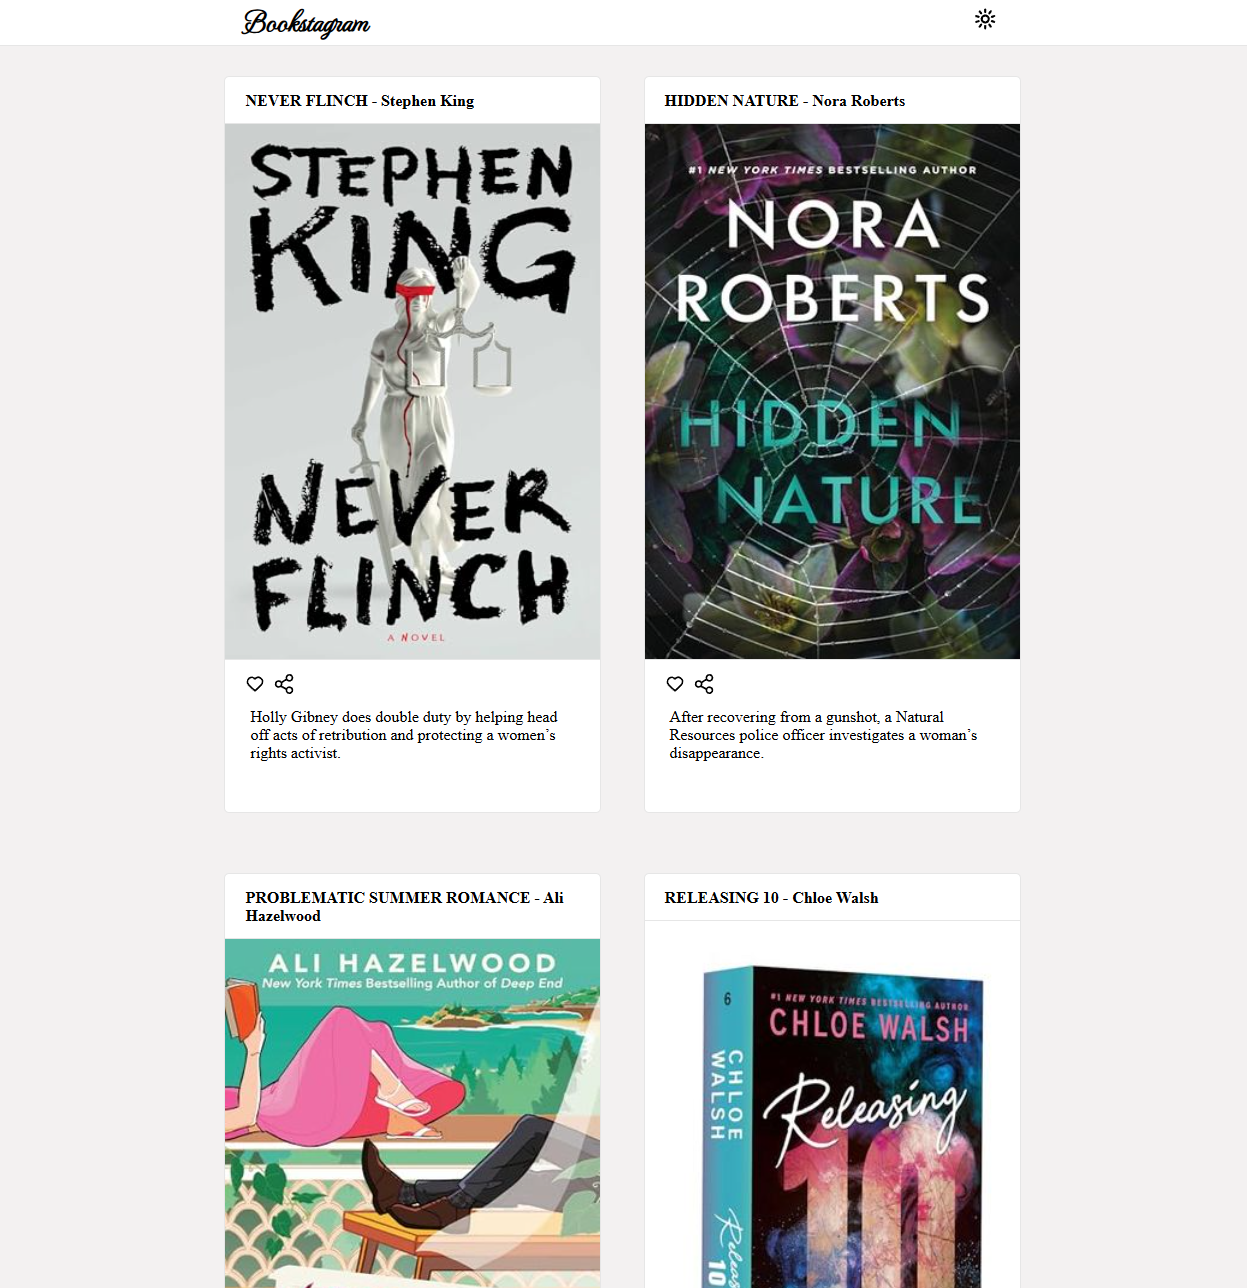 Bookstagram
NEVER FLINCH - Stephen King
STEPHEN
KING
NEVER
FLINCH
A NOVEL
Holly Gibney does double duty by helping head
off acts of retribution and protecting a women’s
rights activist.
HIDDEN NATURE - Nora Roberts
#1 NEW YORK TIMES BESTSELLING AUTHOR
NORA
ROBERTS
HIDDEN
NATURE
After recovering from a gunshot, a Natural
Resources police officer investigates a woman’s
disappearance.
PROBLEMATIC SUMMER ROMANCE - Ali
Hazelwood
ALI HAZELWOOD
New York Times Bestselling Author of Deep End
RELEASING 10 - Chloe Walsh
6
CHLOE
WALSH
10
#1 NEW YORK TIMES BESTSELLING AUTHOR
CHLOE WALSH
Releasing
10